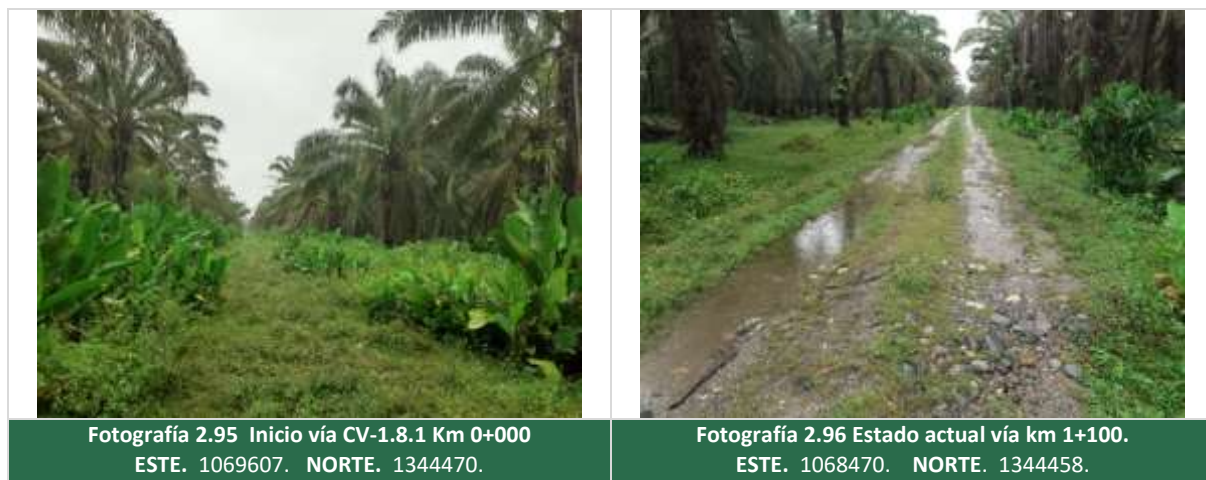 Fotografía 2.95 Inicio vía CV-1.8.1 Km 0+000
ESTE. 1069607. NORTE. 1344470.
Fotografía 2.96 Estado actual vía km 1+100.
ESTE. 1068470. NORTE. 1344458.